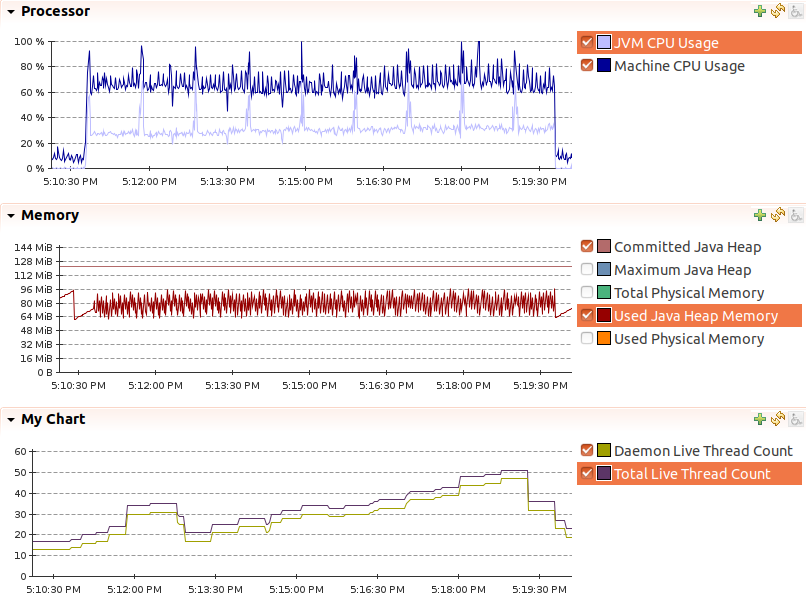 Processor
100 %
80 %
60 %
40 %
20 %
0 %
5:10:30 PM 5:12:00 PM 5:13:30 PM 5:15:00 PM 5:16:30 PM 5:18:00 PM 5:19:30 PM
JVM CPU Usage
Machine CPU Usage
Memory
144 MiB
128 MiB
112 MiB
96 MiB
80 MiB
64 MiB
48 MiB
32 MiB
16 MiB
0 B
5:10:30 PM 5:12:00 PM 5:13:30 PM 5:15:00 PM 5:16:30 PM 5:18:00 PM 5:19:30 PM
Committed Java Heap
Maximum Java Heap
Total Physical Memory
Used Java Heap Memory
Used Physical Memory
My Chart
60
50
40
30
20
10
0
5:10:30 PM 5:12:00 PM 5:13:30 PM 5:15:00 PM 5:16:30 PM 5:18:00 PM 5:19:30 PM
Daemon Live Thread Count
Total Live Thread Count